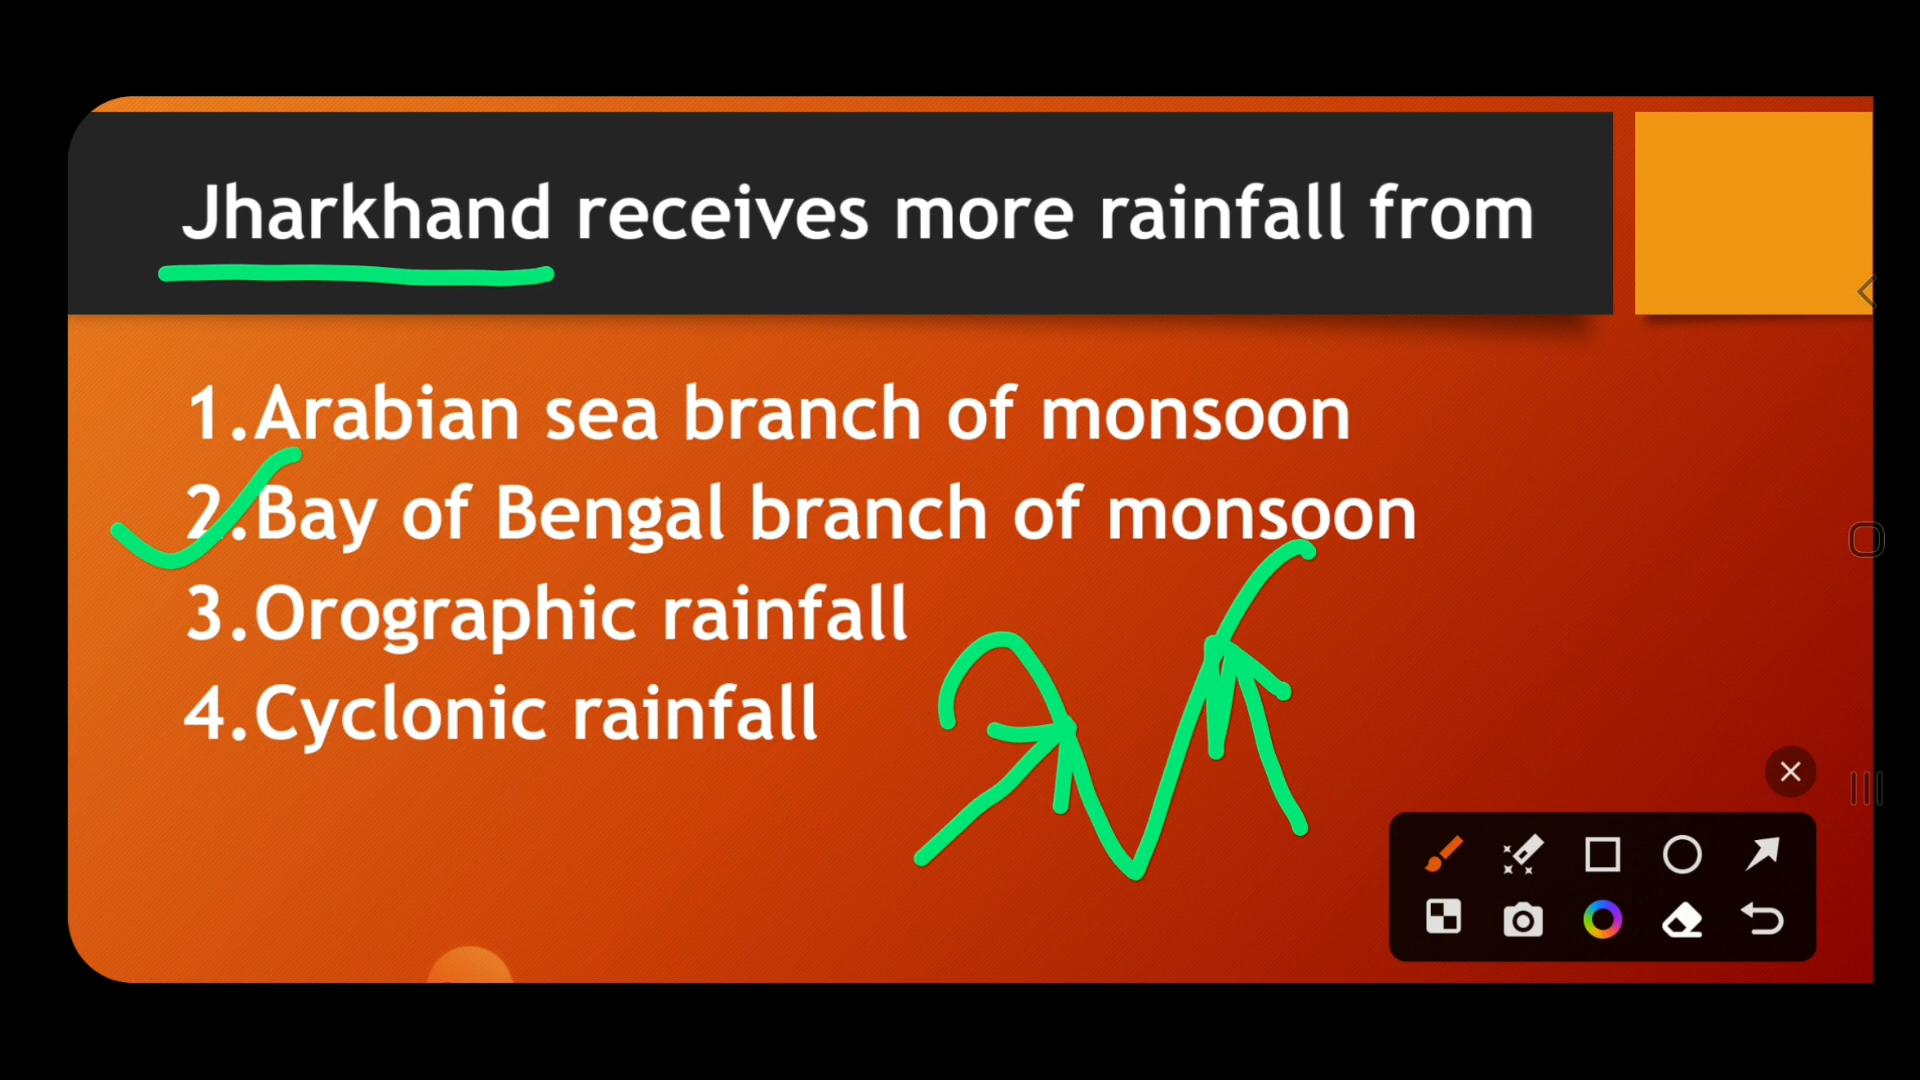 Jharkhand receives more rainfall from
1.Arabian sea branch of monsoon
2.Bay of Bengal branch of monsoon
3.Orographic rainfall
4.Cyclonic rainfall